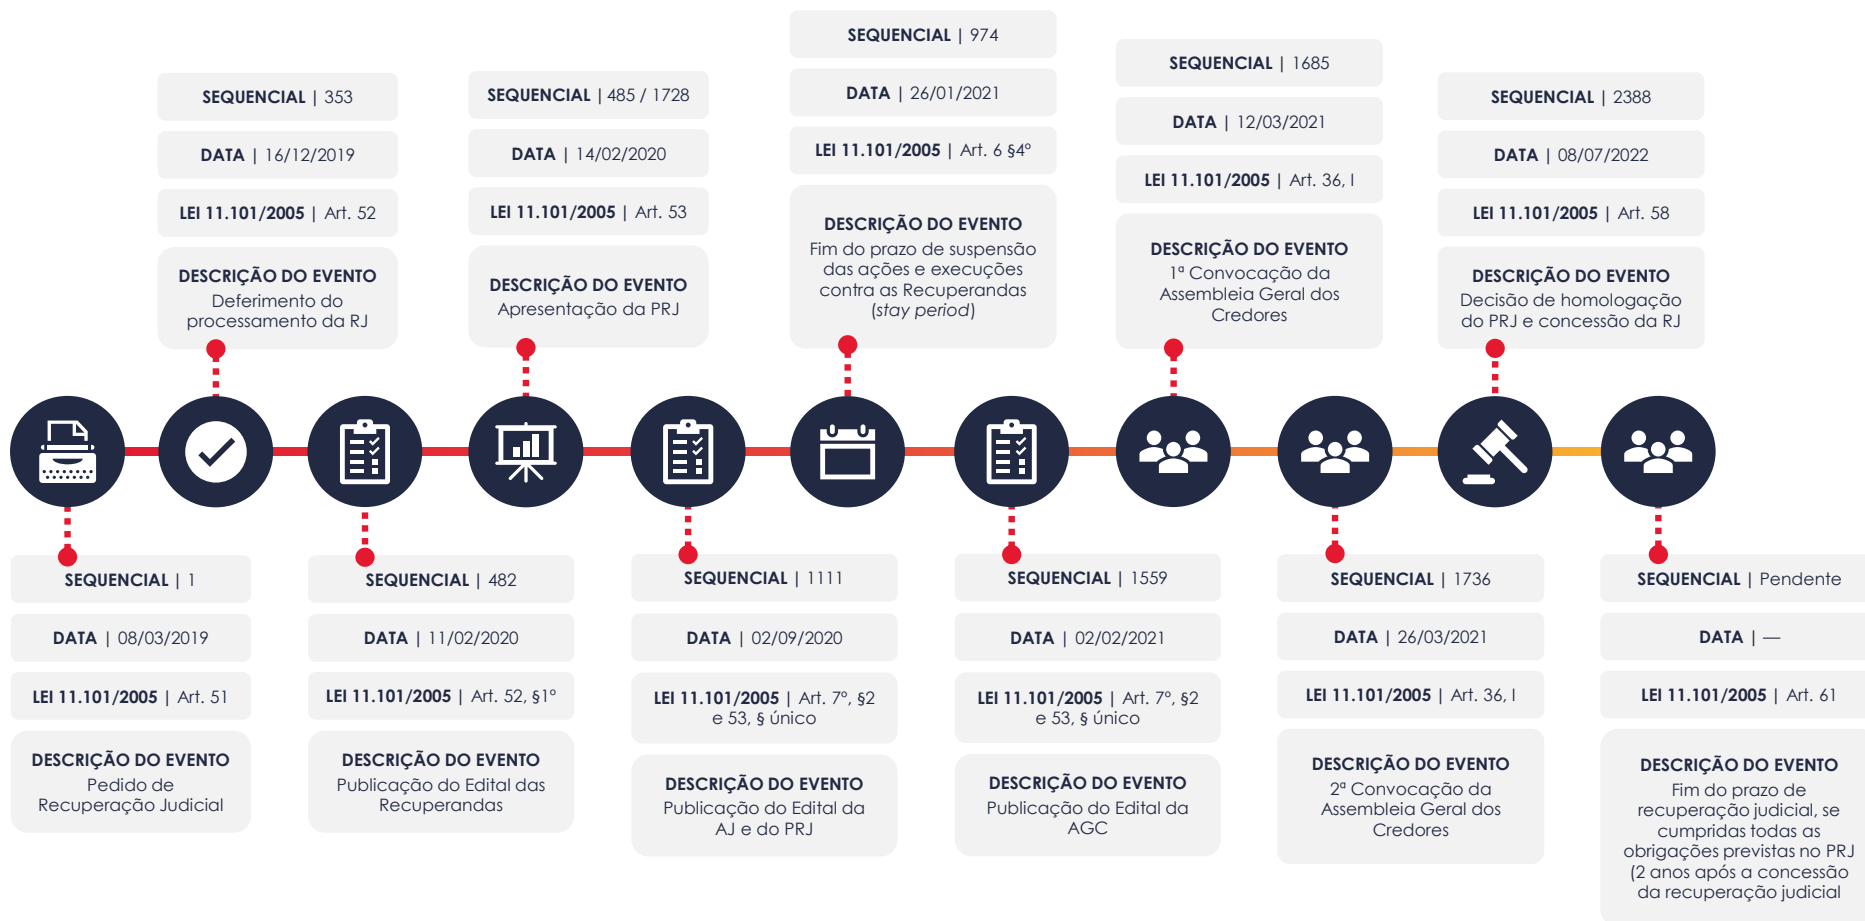 SEQUENCIAL | 1
DATA | 08/03/2019
LEI 11.101/2005 | Art. 51
DESCRIÇÃO DO EVENTO
Pedido de
Recuperação Judicial
SEQUENCIAL | 353
DATA | 16/12/2019
LEI 11.101/2005 | Art. 52
DESCRIÇÃO DO EVENTO
Deferimento do
processamento da RJ
SEQUENCIAL | 482
DATA | 11/02/2020
LEI 11.101/2005 | Art. 52, §1º
DESCRIÇÃO DO EVENTO
Publicação do Edital das
Recuperandas
SEQUENCIAL | 485 / 1728
DATA | 14/02/2020
LEI 11.101/2005 | Art. 53
DESCRIÇÃO DO EVENTO
Apresentação da PRJ
SEQUENCIAL | 1111
DATA | 02/09/2020
LEI 11.101/2005 | Art. 7º, §2
e 53, § único
DESCRIÇÃO DO EVENTO
Publicação do Edital da
AJ e do PRJ
SEQUENCIAL | 974
DATA | 26/01/2021
LEI 11.101/2005 | Art. 6 §4º
DESCRIÇÃO DO EVENTO
Fim do prazo de suspensão
das ações e execuções
contra as Recuperandas
(stay period)
SEQUENCIAL | 1559
DATA | 02/02/2021
LEI 11.101/2005 | Art. 7º, §2
e 53, § único
DESCRIÇÃO DO EVENTO
Publicação do Edital da
AGC
SEQUENCIAL | 1685
DATA | 12/03/2021
LEI 11.101/2005 | Art. 36, I
DESCRIÇÃO DO EVENTO
1ª Convocação da
Assembleia Geral dos
Credores
SEQUENCIAL | 1736
DATA | 26/03/2021
LEI 11.101/2005 | Art. 36, I
DESCRIÇÃO DO EVENTO
2ª Convocação da
Assembleia Geral dos
Credores
SEQUENCIAL | 2388
DATA | 08/07/2022
LEI 11.101/2005 | Art. 58
DESCRIÇÃO DO EVENTO
Decisão de homologação
do PRJ e concessão da RJ
SEQUENCIAL | Pendente
DATA | —
LEI 11.101/2005 | Art. 61
DESCRIÇÃO DO EVENTO
Fim do prazo de
recuperação judicial, se
cumpridas todas as
obrigações previstas no PRJ
(2 anos após a concessão
da recuperação judicial